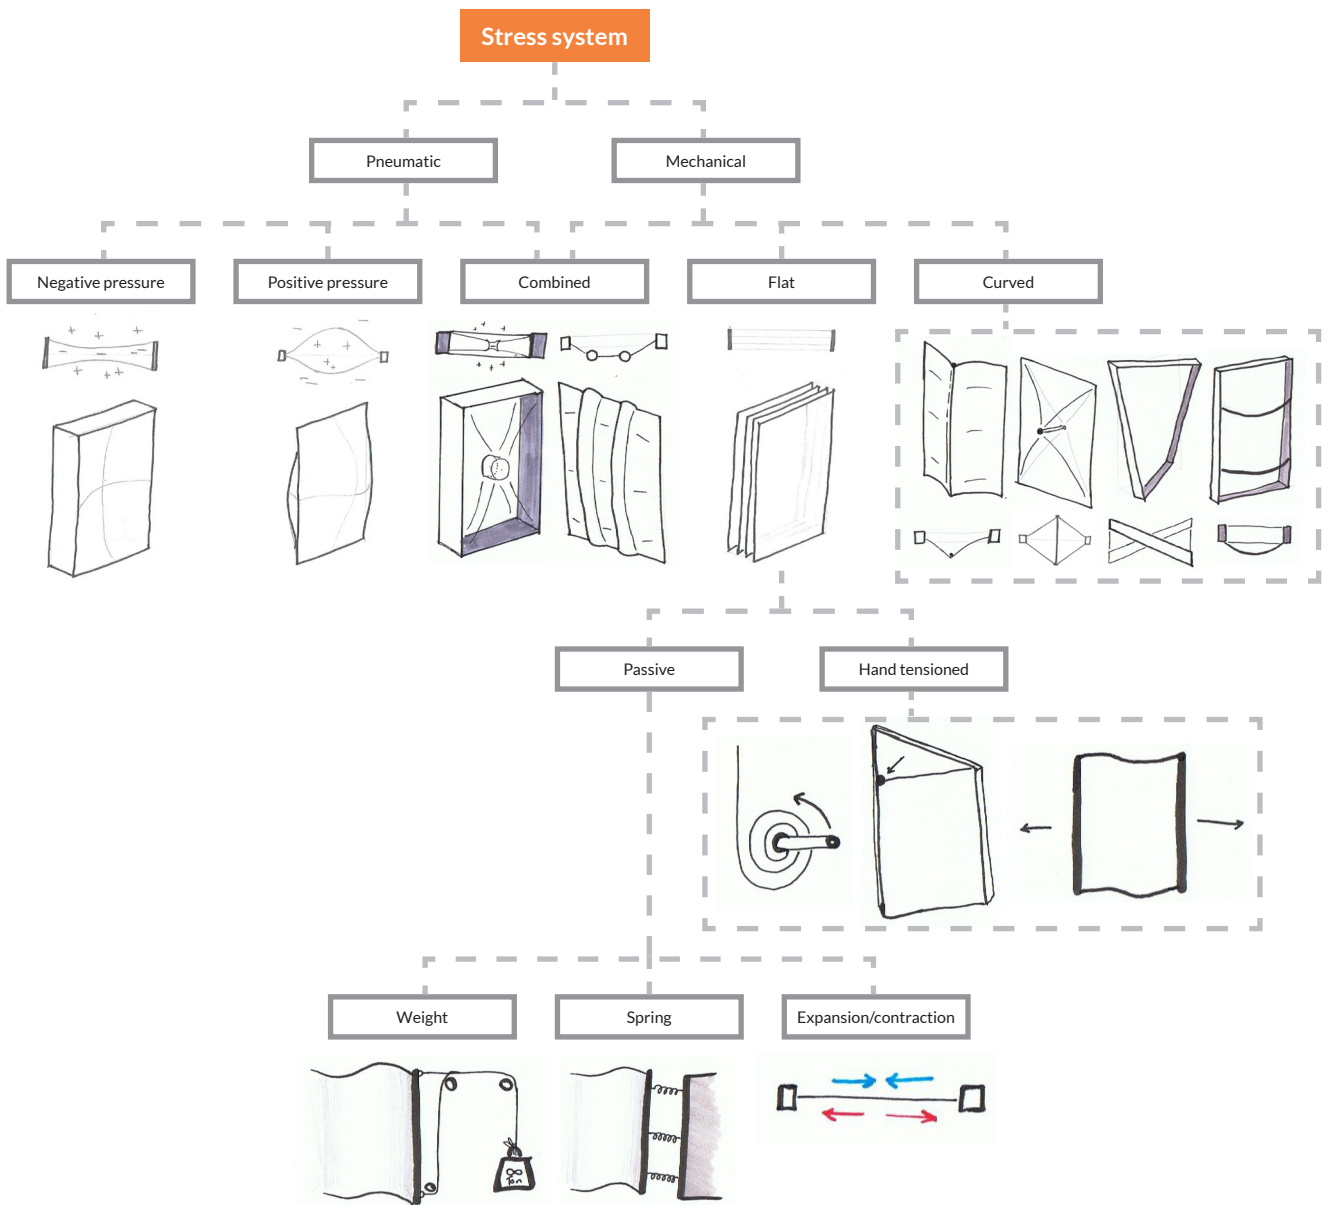 Stress system
Pneumatic
Mechanical
Negative pressure
Positive pressure
Combined
Flat
Curved
Passive
Hand tensioned
Weight
Spring
Expansion/contraction